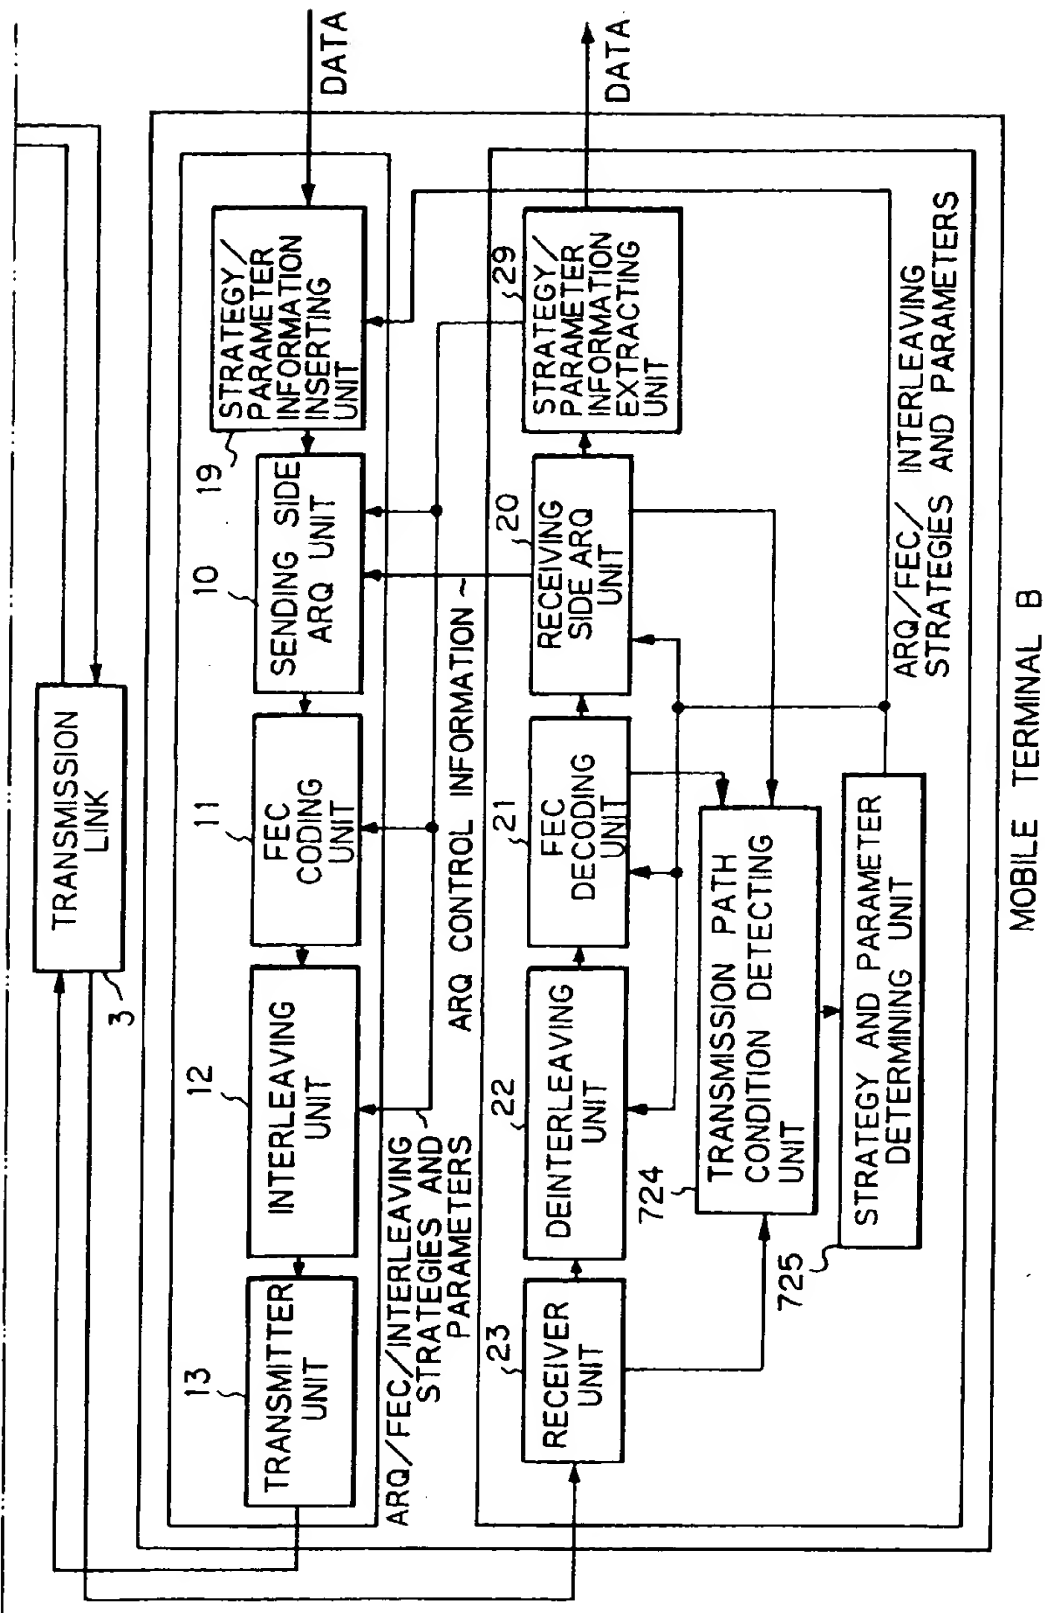 TRANSMISSION
LINK
3
DATA
STRATEGY/
PARAMETER
INFORMATION
INSERTING
UNIT
19
SENDING SIDE
ARQ UNIT
10
FEC
CODING
UNIT
11
INTERLEAVING
UNIT
12
TRANSMITTER
UNIT
13
ARQ/FEC/INTERLEAVING
STRATEGIES AND
PARAMETERS
ARQ CONTROL INFORMATION
RECEIVER
UNIT
23
DEINTERLEAVING
UNIT
22
FEC
DECODING
UNIT
21
RECEIVING
SIDE ARQ
UNIT
20
STRATEGY/
PARAMETER
INFORMATION
EXTRACTING
UNIT
29
DATA
TRANSMISSION PATH
CONDITION DETECTING
UNIT
724
STRATEGY AND PARAMETER
DETERMINING UNIT
725
ARQ/FEC/ INTERLEAVING
STRATEGIES AND PARAMETERS
MOBILE TERMINAL B